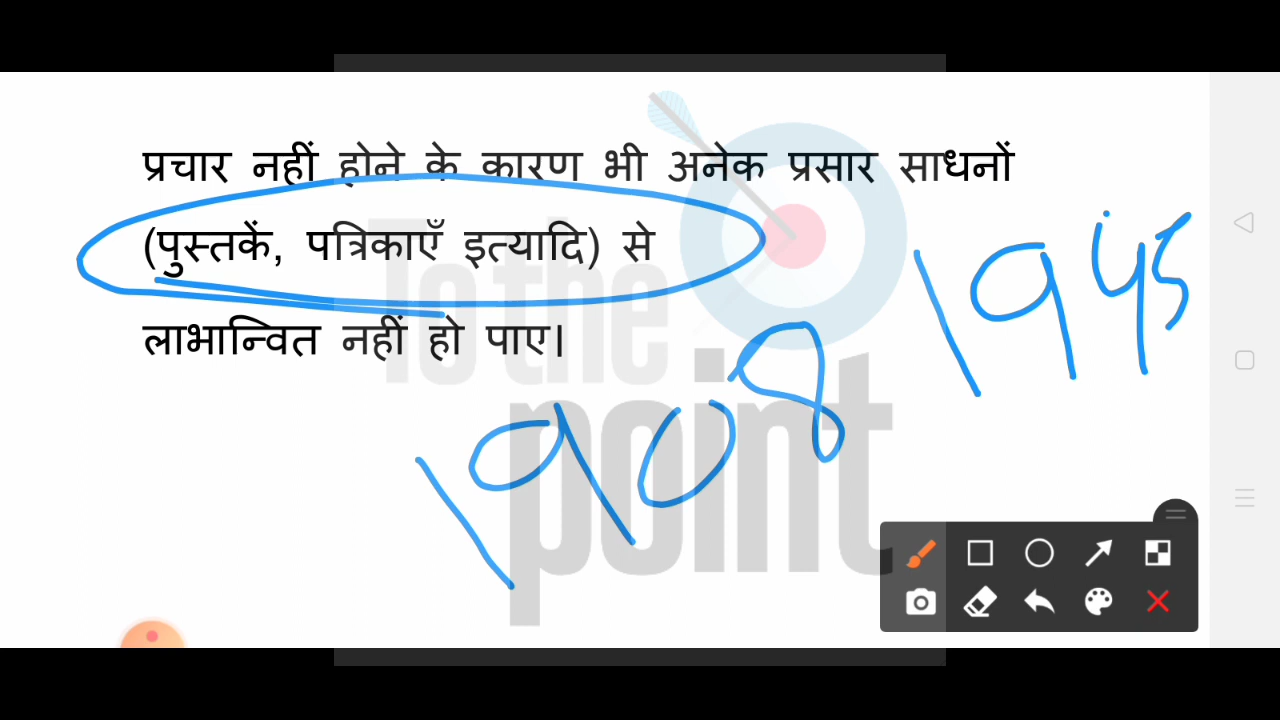 प्रचार नहीं होने के कारण भी अनेक प्रसार साधनों
(पुस्तकें, पत्रिकाएँ इत्यादि) से
लाभान्वित नहीं हो पाए।
1945
1908
To the
point